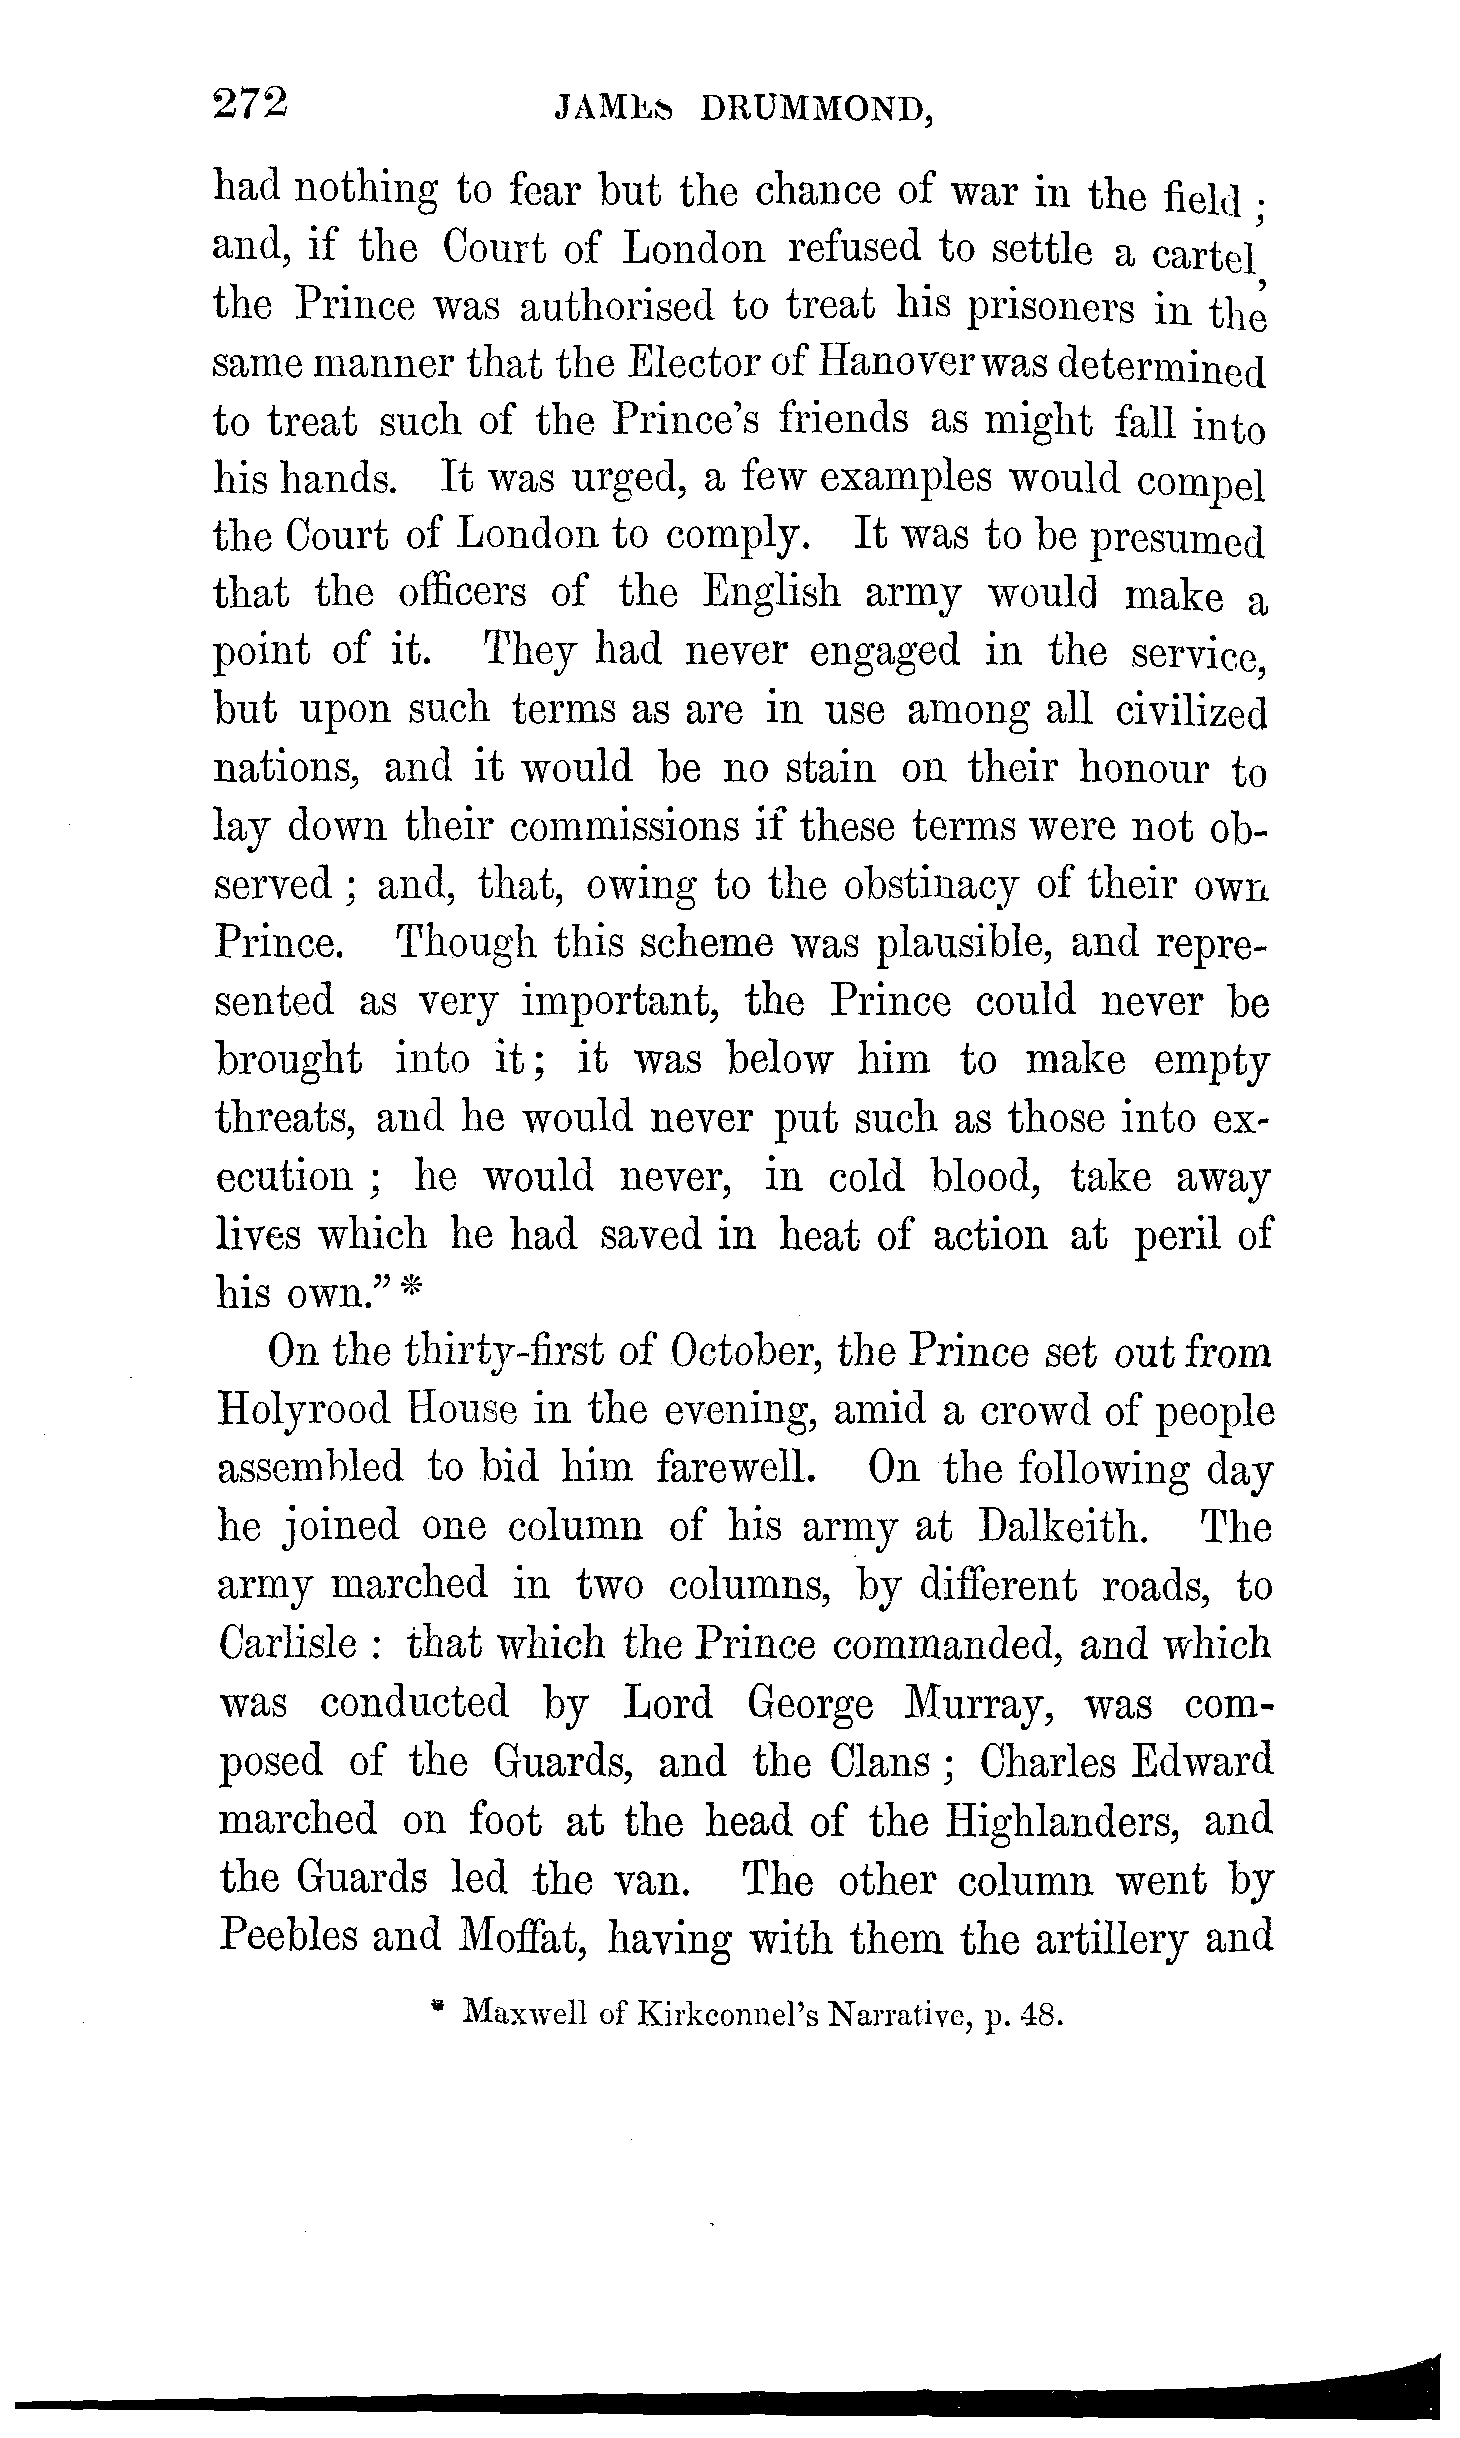 272 JAMES DRUMMOND,
had nothing to fear but the chance of war in the field ;
and, if the Court of London refused to settle a cartel,
the Prince was authorised to treat his prisoners in the
same manner that the Elector of Hanover was determined
to treat such of the Prince's friends as might fall into
his hands. It was urged, a few examples would compel
the Court of London to comply. It was to be presumed
that the officers of the English army would make a
point of it. They had never engaged in the service,
but upon such terms as are in use among all civilized
nations, and it would be no stain on their honour to
lay down their commissions if these terms were not ob-
served ; and, that, owing to the obstinacy of their own
Prince. Though this scheme was plausible, and repre-
sented as very important, the Prince could never be
brought into it; it was below him to make empty
threats, and he would never put such as those into ex-
ecution ; he would never, in cold blood, take away
lives which he had saved in heat of action at peril of
his own." *
On the thirty-first of October, the Prince set out from
Holyrood House in the evening, amid a crowd of people
assembled to bid him farewell. On the following day
he joined one column of his army at Dalkeith. The
army marched in two columns, by different roads, to
Carlisle : that which the Prince commanded, and which
was conducted by Lord George Murray, was com-
posed of the Guards, and the Clans ; Charles Edward
marched on foot at the head of the Highlanders, and
the Guards led the van. The other column went by
Peebles and Moffat, having with them the artillery and
* Maxwell of Kirkconnel's Narrative, p. 48.